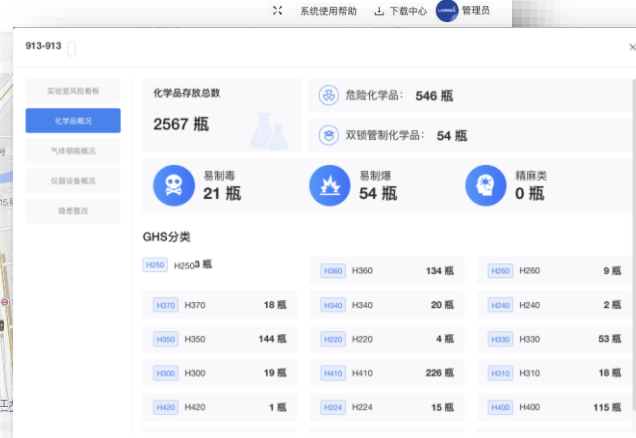 系统使用帮助 下载中心 管理员
913-913
实验室风险看板
化学品概况
气体钢瓶概况
仪器设备概况
隐患整改
化学品存放总数
2567 瓶
危险化学品： 546 瓶
双锁管制化学品： 54 瓶
易制毒
21 瓶
易制爆
54 瓶
精麻类
0 瓶
GHS分类
H250 H250 3 瓶
H360 H360 134 瓶
H260 H260 9 瓶
H370 H370 18 瓶
H340 H340 20 瓶
H240 H240 2 瓶
H350 H350 144 瓶
H220 H220 4 瓶
H330 H330 53 瓶
H300 H300 19 瓶
H410 H410 226 瓶
H310 H310 18 瓶
H420 H420 1 瓶
H224 H224 15 瓶
H400 H400 115 瓶